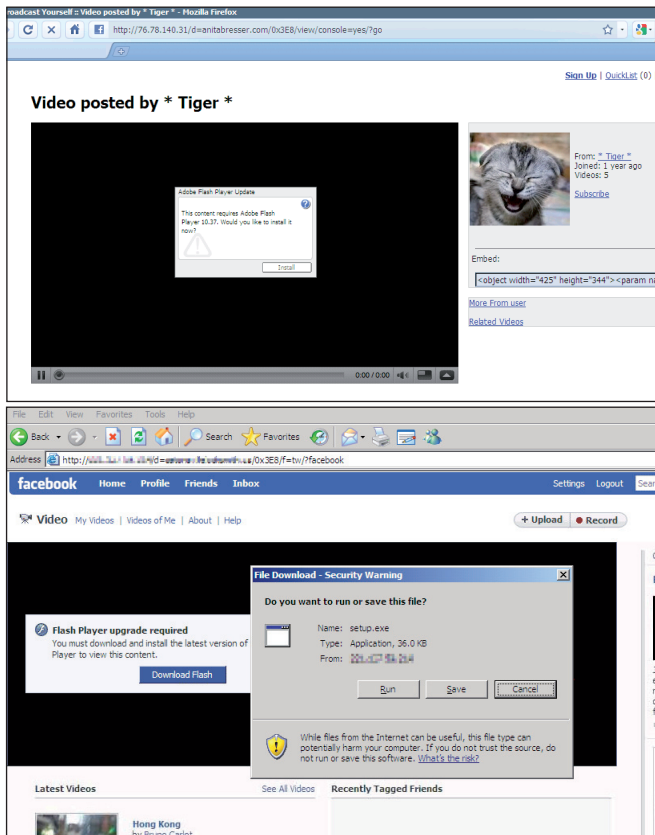 roadcast Yourself :: Video posted by * Tiger * - Mozilla Firefox
http://76.78.140.31/d=anitabresser.com/0x3E8/view/console=yes/?go
Sign Up | QuickList (0)
Video posted by * Tiger *
Adobe Flash Player Update
This content requires Adobe Flash
Player 10.37. Would you like to install it
now?
Install
0:00 / 0:00
From: * Tiger *
Joined: 1 year ago
Videos: 5
Subscribe
Embed:
<object width="425" height="344"><param na
More From user
Related Videos
File Edit View Favorites Tools Help
Back Search Favorites
Address http:// /0x3E8/f=tw/?facebook
facebook Home Profile Friends Inbox Settings Logout Sear
Video My Videos | Videos of Me | About | Help + Upload Record
Flash Player upgrade required
You must download and install the latest version of
Player to view this content.
Download Flash
File Download - Security Warning
Do you want to run or save this file?
Name: setup.exe
Type: Application, 36.0 KB
From:
Run Save Cancel
While files from the Internet can be useful, this file type can
potentially harm your computer. If you do not trust the source, do
not run or save this software. What's the risk?
Latest Videos See All Videos Recently Tagged Friends
Hong Kong
by Bruno Carlot